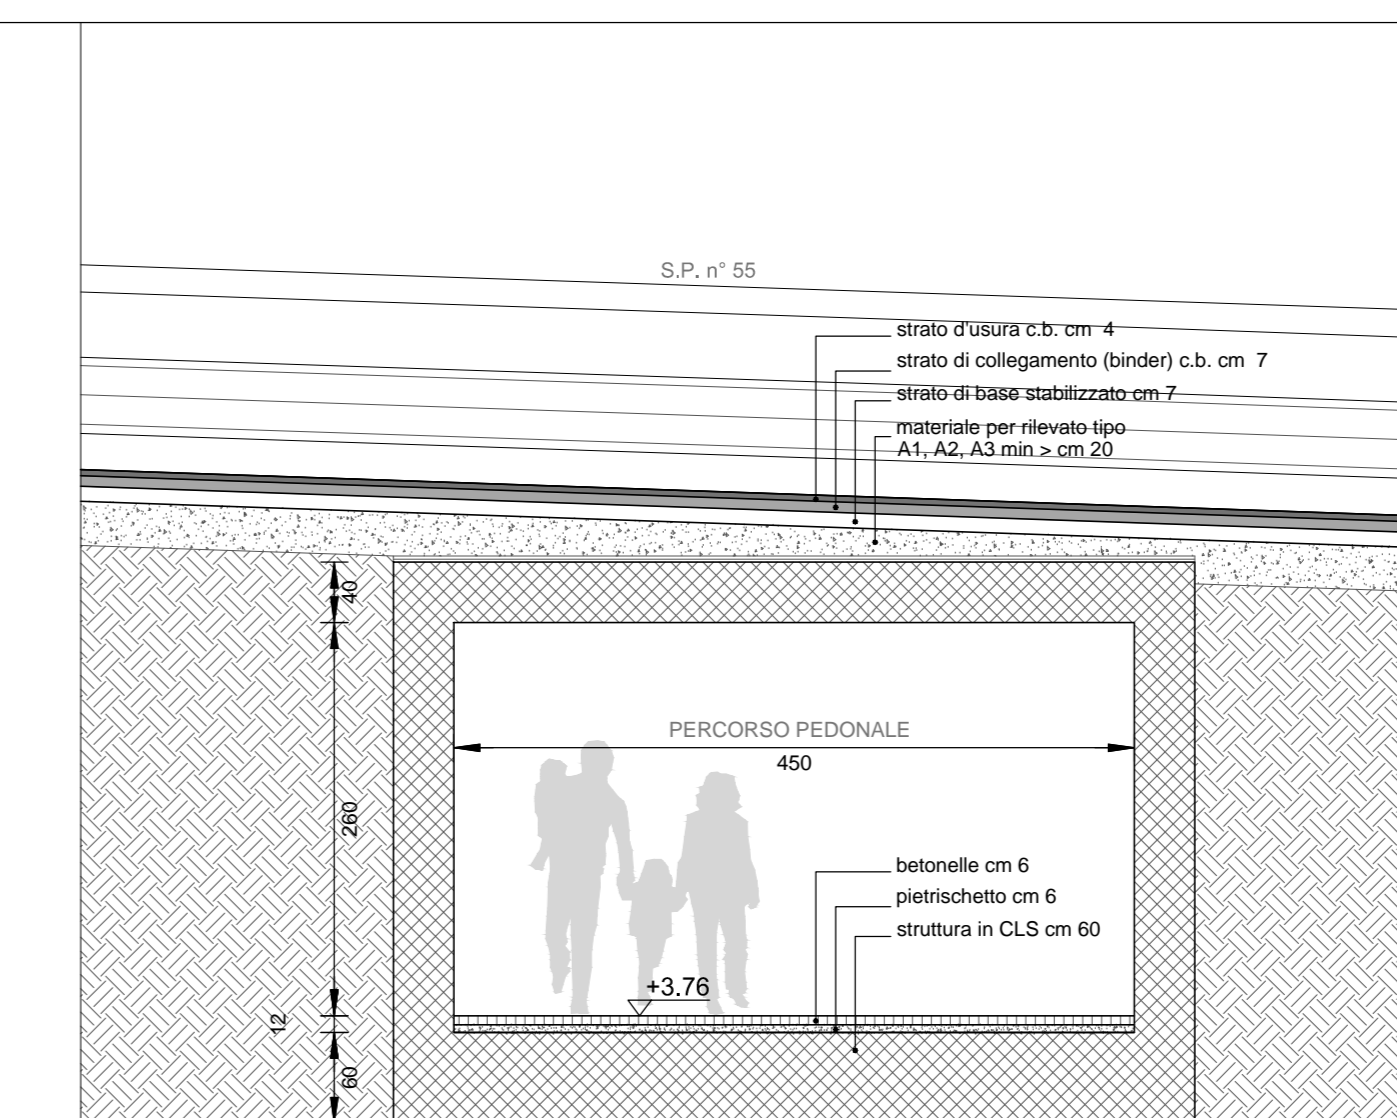 S.P. n° 55
strato d'usura c.b. cm 4
strato di collegamento (binder) c.b. cm 7
strato di base stabilizzato cm 7
materiale per rilevato tipo
A1, A2, A3 min > cm 20
40
PERCORSO PEDONALE
450
260
betonelle cm 6
pietrischetto cm 6
struttura in CLS cm 60
+3.76
12
60